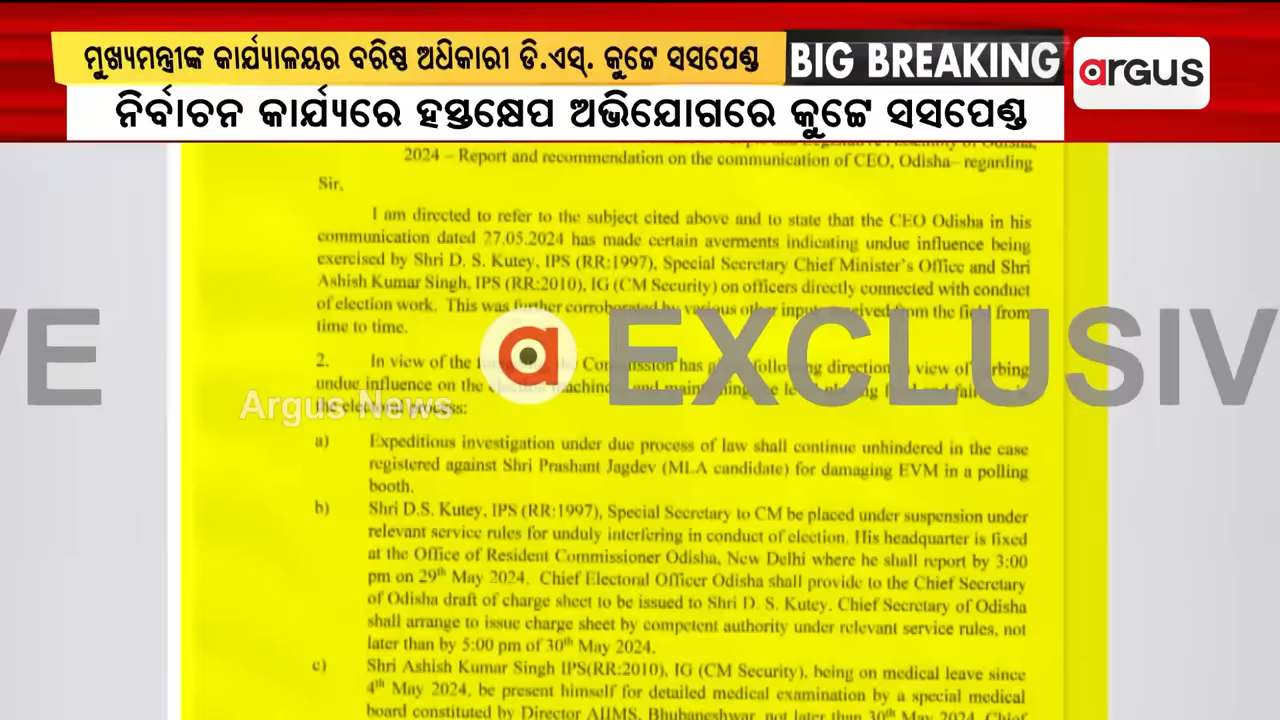 ମୁଖ୍ୟମନ୍ତ୍ରୀଙ୍କ କାର୍ଯ୍ୟାଳୟର ବରିଷ୍ଠ ଅଧିକାରୀ ଡି.ଏସ୍. କୁଟ୍ଟେ ସସପେଣ୍ଡ
BIG BREAKING
argus
ନିର୍ବାଚନ କାର୍ଯ୍ୟରେ ହସ୍ତକ୍ଷେପ ଅଭିଯୋଗରେ କୁଟ୍ଟେ ସସପେଣ୍ଡ
2024 – Report and recommendation on the communication of CEO, Odisha– regarding
Sir,
I am directed to refer to the subject cited above and to state that the CEO Odisha in his
communication dated 27.05.2024 has made certain averments indicating undue influence being
exercised by Shri D. S. Kutey, IPS (RR:1997), Special Secretary Chief Minister's Office and Shri
Ashish Kumar Singh, IPS (RR:2010), IG (CM Security) on officers directly connected with conduct
of election work. This was further corroborated by various other inputs received from the field from
time to time.
EXCLUSIV
VE
2. In view of the Commission has following direction view of
undue influence on the election and
Argus News
the electoral process:
a) Expeditious investigation under due process of law shall continue unhindered in the case
registered against Shri Prashant Jagdev (MLA candidate) for damaging EVM in a polling
booth.
b) Shri D.S. Kutey, IPS (RR:1997), Special Secretary to CM be placed under suspension under
relevant service rules for unduly interfering in conduct of election. His headquarter is fixed
at the Office of Resident Commissioner Odisha, New Delhi where he shall report by 3:00
pm on 29th May 2024. Chief Electoral Officer Odisha shall provide to the Chief Secretary
of Odisha draft of charge sheet to be issued to Shri D. S. Kutey. Chief Secretary of Odisha
shall arrange to issue charge sheet by competent authority under relevant service rules, not
later than by 5:00 pm of 30th May 2024.
c) Shri Ashish Kumar Singh IPS(RR:2010), IG (CM Security), being on medical leave since
4th May 2024, be present himself for detailed medical examination by a special medical
board constituted by Director AIIMS, Bhubaneshwar, not later than 30th May 2024. Chief